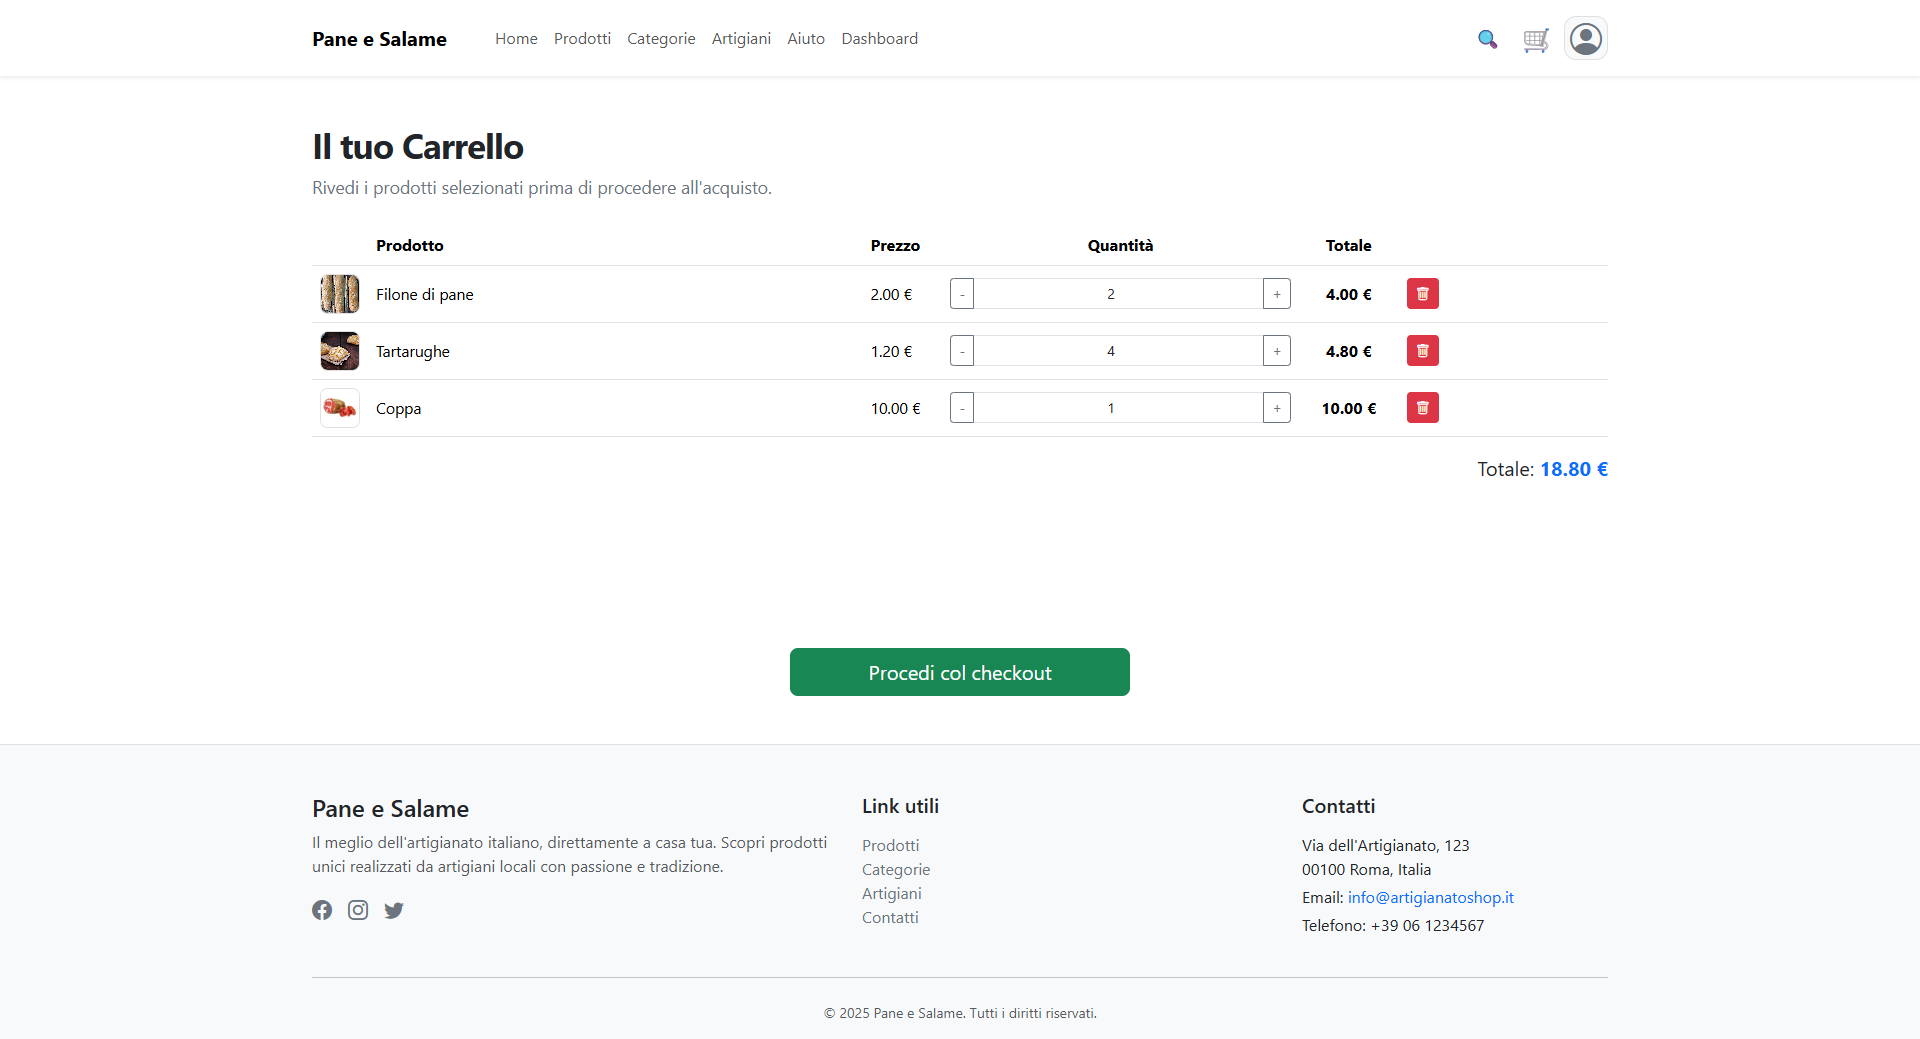 Pane e Salame Home Prodotti Categorie Artigiani Aiuto Dashboard
Il tuo Carrello
Rivedi i prodotti selezionati prima di procedere all'acquisto.
Prodotto Prezzo Quantità Totale
Filone di pane 2.00 € - 2 + 4.00 €
Tartarughe 1.20 € - 4 + 4.80 €
Coppa 10.00 € - 1 + 10.00 €
Totale: 18.80 €
Procedi col checkout
Pane e Salame
Il meglio dell'artigianato italiano, direttamente a casa tua. Scopri prodotti
unici realizzati da artigiani locali con passione e tradizione.
Link utili
Prodotti
Categorie
Artigiani
Contatti
Contatti
Via dell'Artigianato, 123
00100 Roma, Italia
Email: info@artigianatoshop.it
Telefono: +39 06 1234567
© 2025 Pane e Salame. Tutti i diritti riservati.